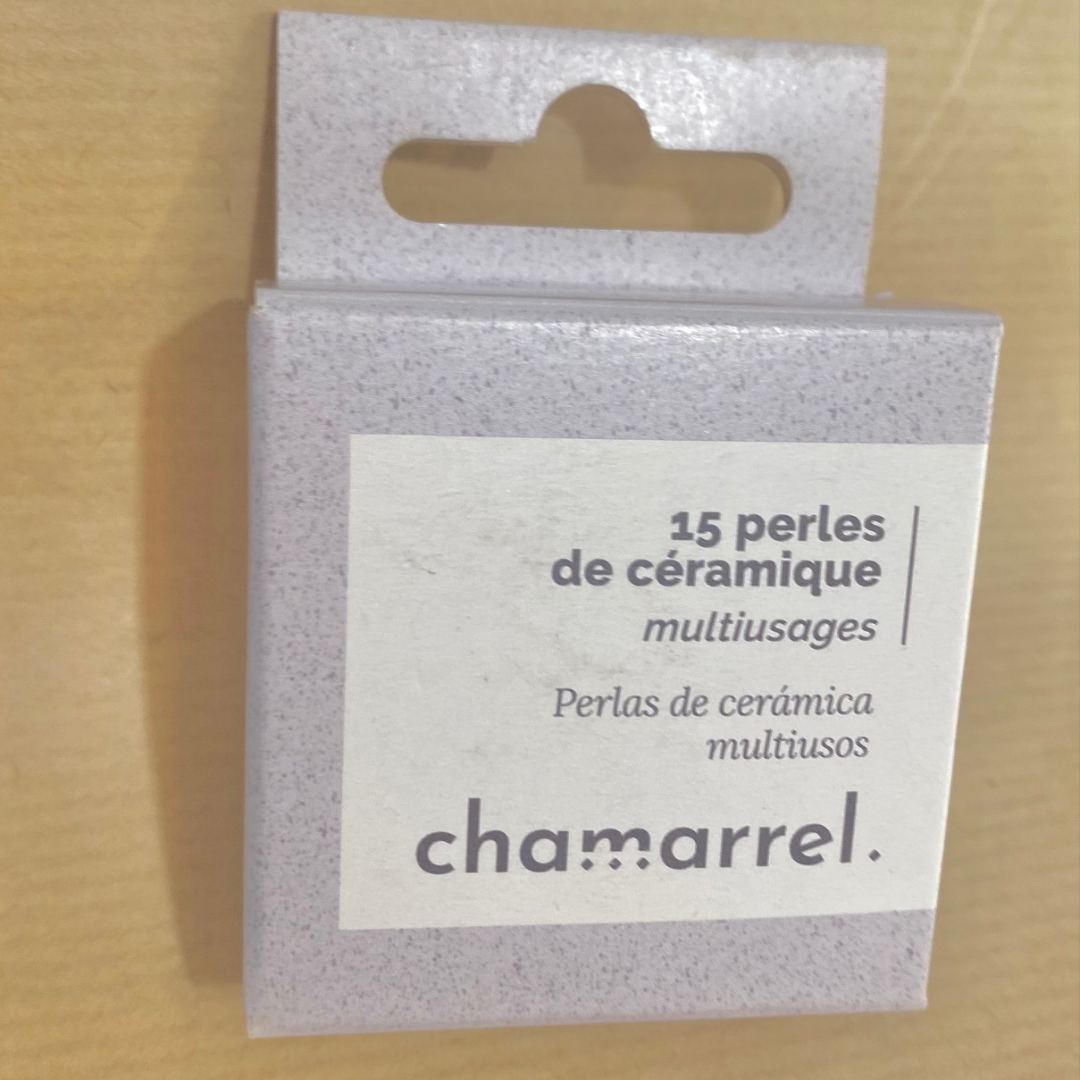 15 perles
de céramique
multiusages
Perlas de cerámica
multiusos
chamarrel.